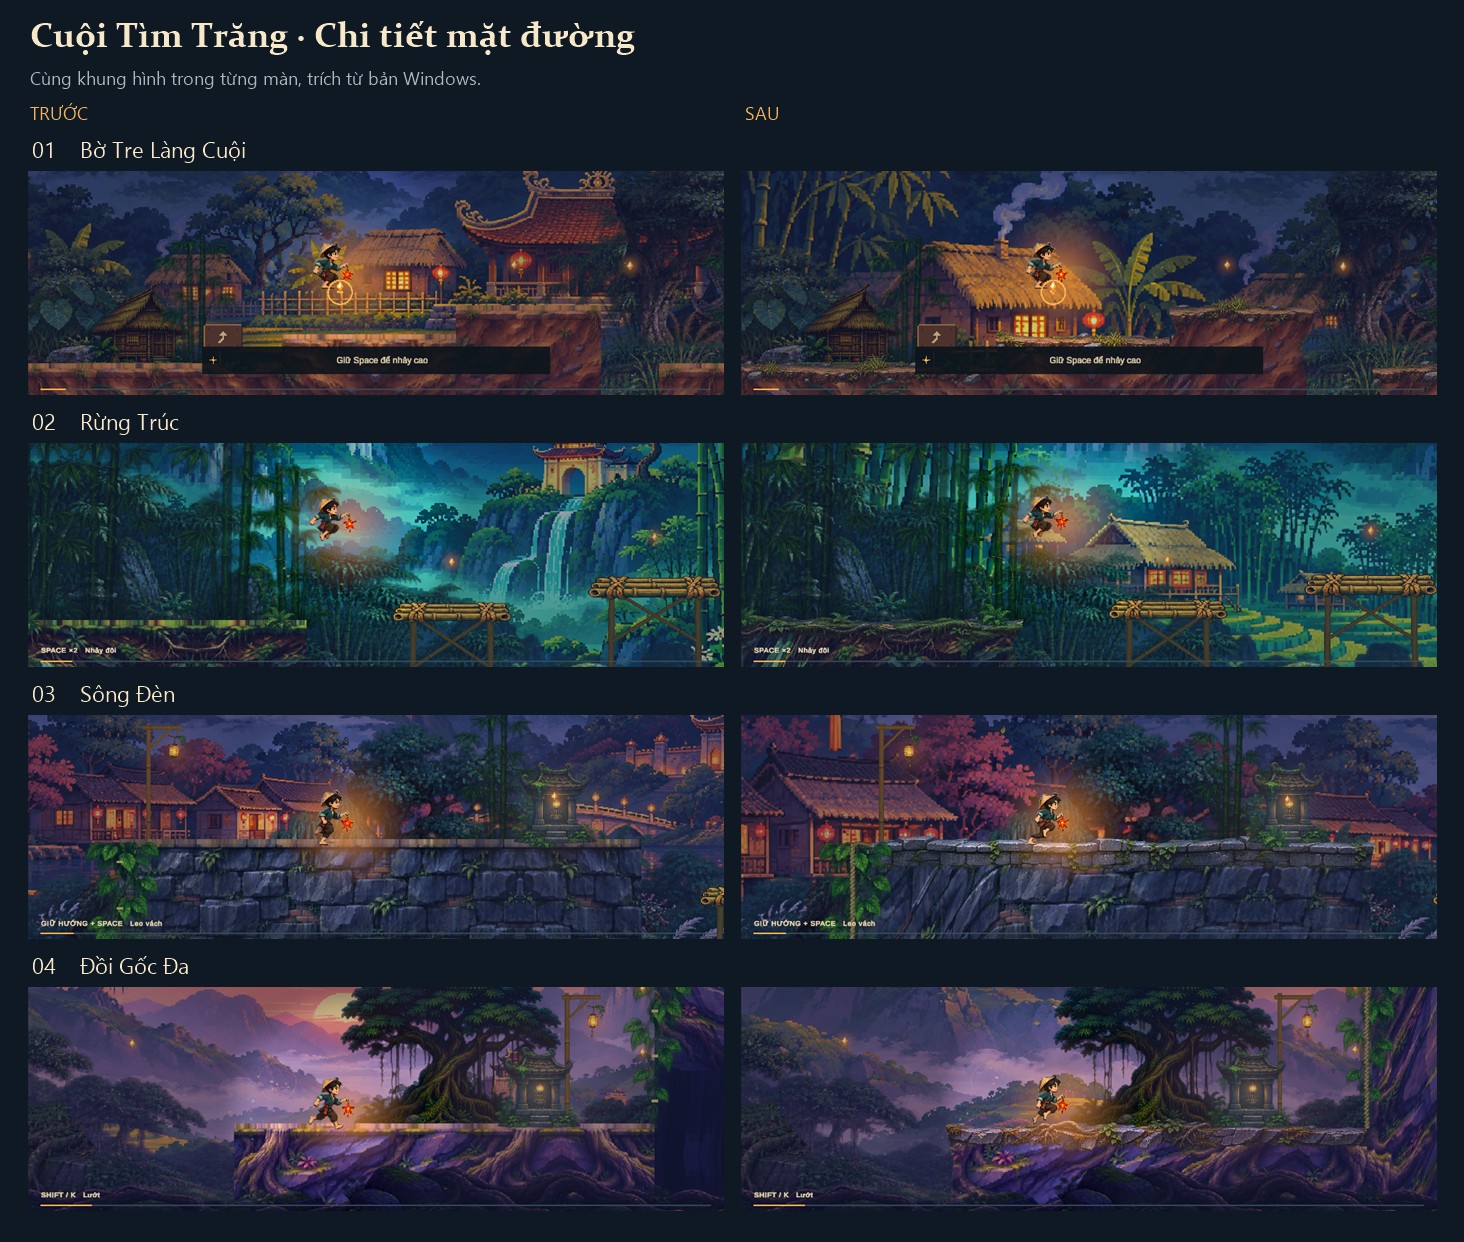 Cuội Tìm Trăng · Chi tiết mặt đường
Cùng khung hình trong từng màn, trích từ bản Windows.
TRƯỚC
SAU
01 Bờ Tre Làng Cuội
Giữ Space để nhảy cao
Giữ Space để nhảy cao
02 Rừng Trúc
SPACE ×2 Nhảy đôi
SPACE ×2 Nhảy đôi
03 Sông Đèn
GIỮ HƯỚNG + SPACE Leo vách
GIỮ HƯỚNG + SPACE Leo vách
04 Đồi Gốc Đa
SHIFT / K Lướt
SHIFT / K Lướt